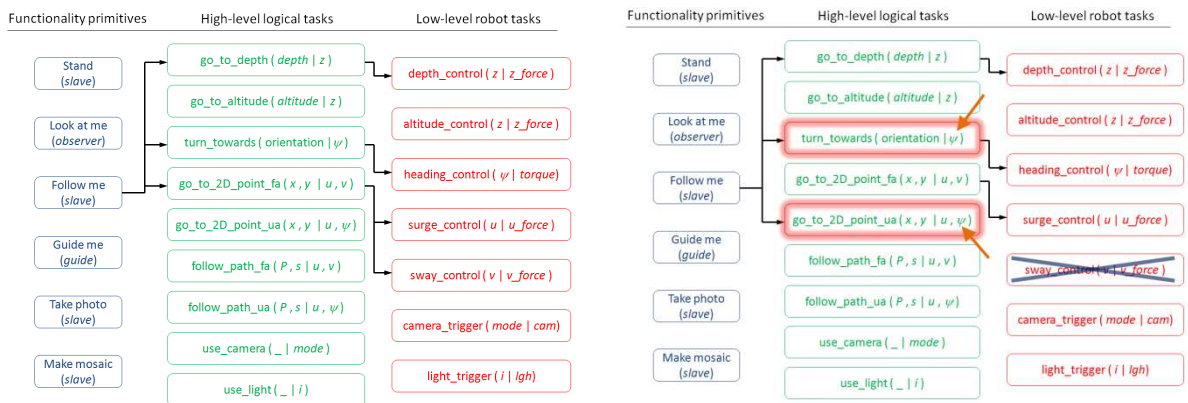 Functionality primitives
High-level logical tasks
Low-level robot tasks
Stand
(slave)
Look at me
(observer)
Follow me
(slave)
Guide me
(guide)
Take photo
(slave)
Make mosaic
(slave)
go_to_depth ( depth | z )
go_to_altitude ( altitude | z )
turn_towards ( orientation | ψ )
go_to_2D_point_fa ( x , y | u , v )
go_to_2D_point_ua ( x , y | u , ψ )
follow_path_fa ( P , s | u , v )
follow_path_ua ( P , s | u , ψ )
use_camera ( _ | mode )
use_light ( _ | i )
depth_control ( z | z_force )
altitude_control ( z | z_force )
heading_control ( ψ | torque)
surge_control ( u | u_force )
sway_control ( v | v_force )
camera_trigger ( mode | cam )
light_trigger ( i | lgh)
Functionality primitives
High-level logical tasks
Low-level robot tasks
Stand
(slave)
Look at me
(observer)
Follow me
(slave)
Guide me
(guide)
Take photo
(slave)
Make mosaic
(slave)
go_to_depth ( depth | z )
go_to_altitude ( altitude | z )
turn_towards ( orientation | ψ )
go_to_2D_point_fa ( x , y | u , v )
go_to_2D_point_ua ( x , y | u , ψ )
follow_path_fa ( P , s | u , v )
follow_path_ua ( P , s | u , ψ )
use_camera ( _ | mode )
use_light ( _ | i )
depth_control ( z | z_force )
altitude_control ( z | z_force )
heading_control ( ψ | torque)
surge_control ( u | u_force )
sway_control ( v | v_force )
camera_trigger ( mode | cam )
light_trigger ( i | lgh )